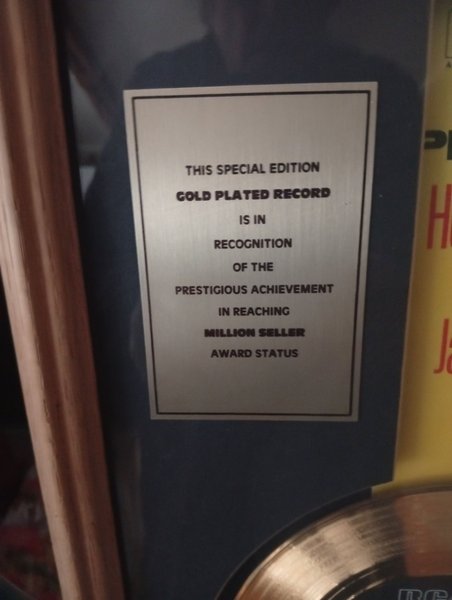 THIS SPECIAL EDITION
GOLD PLATED RECORD
IS IN
RECOGNITION
OF THE
PRESTIGIOUS ACHIEVEMENT
IN REACHING
MILLION SELLER
AWARD STATUS